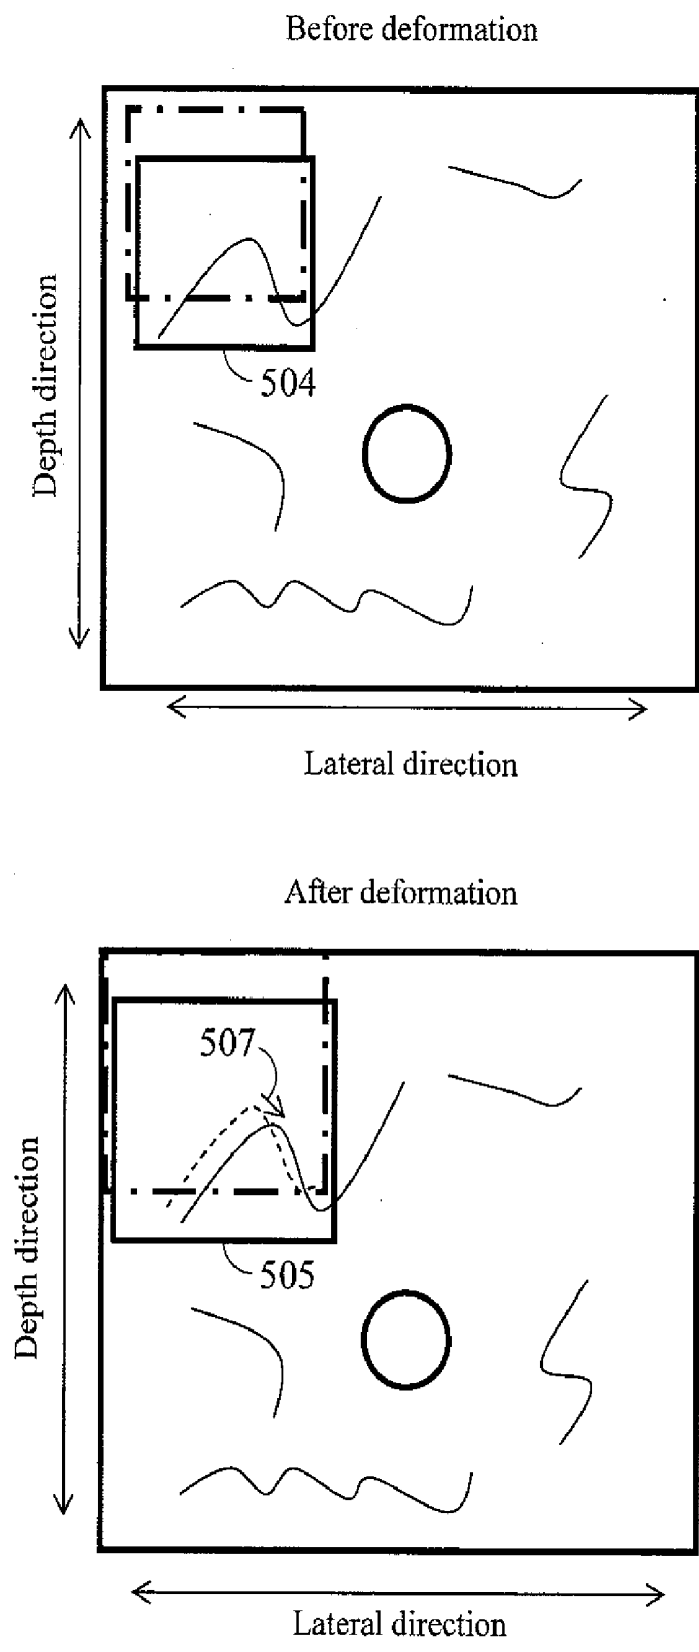 Before deformation
Depth direction
504
Lateral direction
After deformation
Depth direction
507
505
Lateral direction